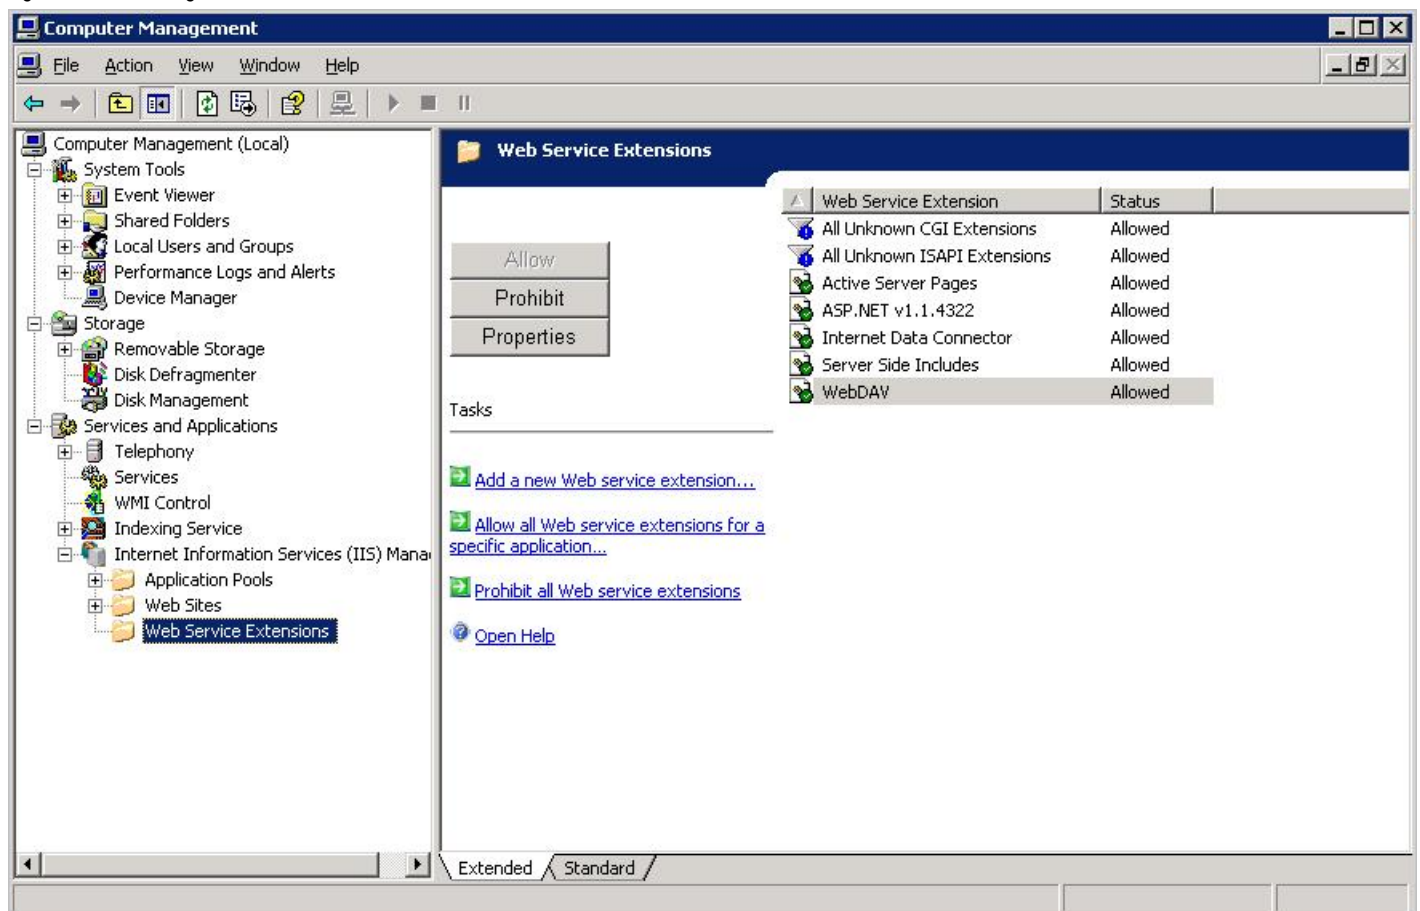 Computer Management
File Action View Window Help
Computer Management (Local)
System Tools
Event Viewer
Shared Folders
Local Users and Groups
Performance Logs and Alerts
Device Manager
Storage
Removable Storage
Disk Defragmenter
Disk Management
Services and Applications
Telephony
Services
WMI Control
Indexing Service
Internet Information Services (IIS) Mana
Application Pools
Web Sites
Web Service Extensions
Web Service Extensions
Allow
Prohibit
Properties
Tasks
Add a new Web service extension...
Allow all Web service extensions for a
specific application...
Prohibit all Web service extensions
Open Help
Web Service Extension Status
All Unknown CGI Extensions Allowed
All Unknown ISAPI Extensions Allowed
Active Server Pages Allowed
ASP.NET v1.1.4322 Allowed
Internet Data Connector Allowed
Server Side Includes Allowed
WebDAV Allowed
Extended Standard